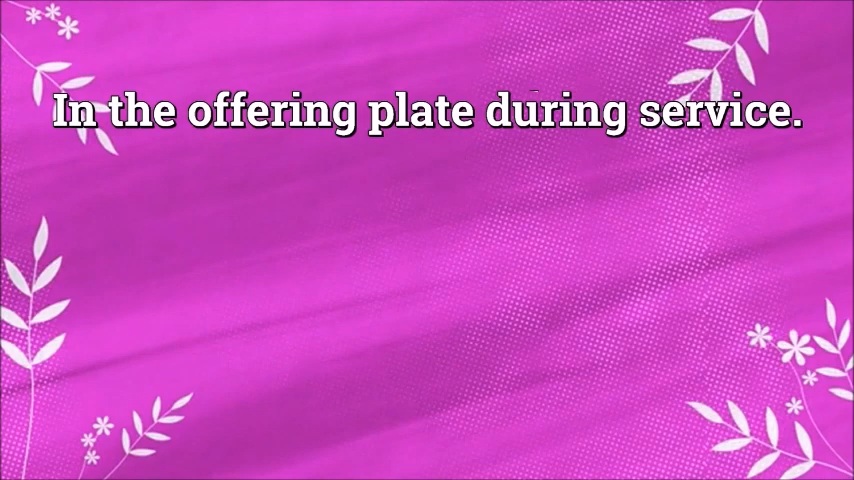 In the offering plate during service.